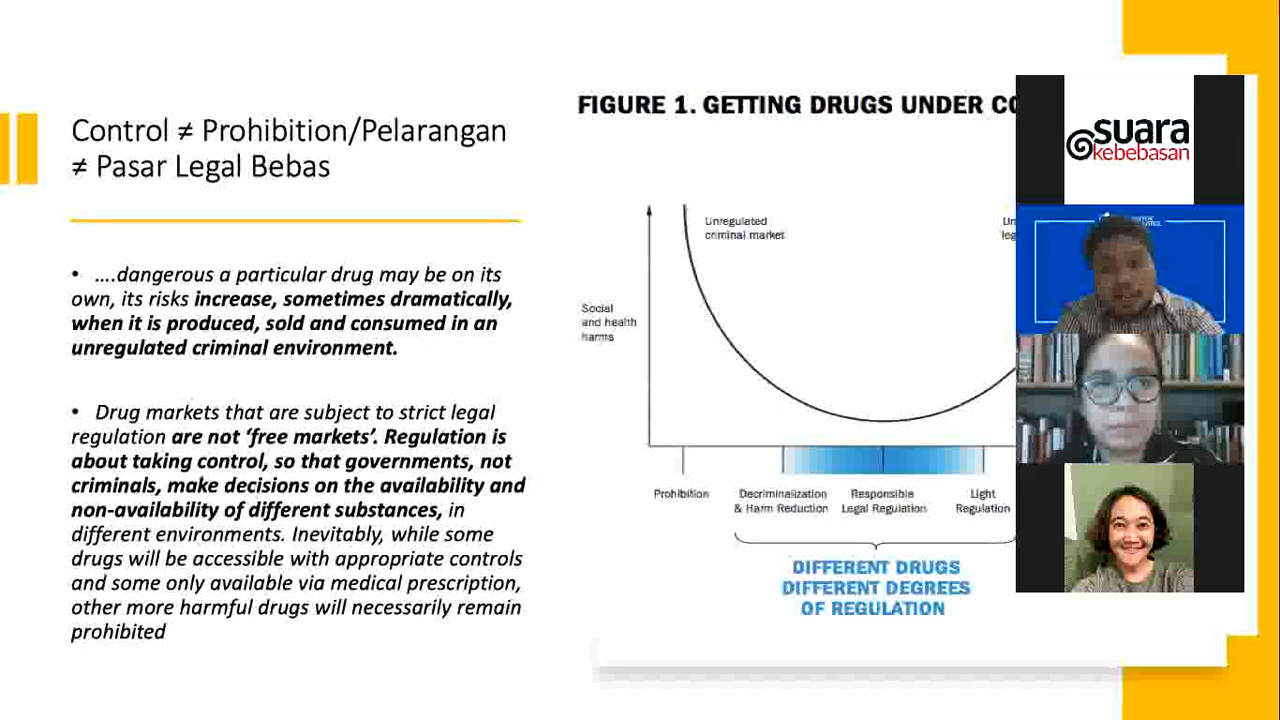 Control ≠ Prohibition/Pelarangan
≠ Pasar Legal Bebas
• ....dangerous a particular drug may be on its
own, its risks increase, sometimes dramatically,
when it is produced, sold and consumed in an
unregulated criminal environment.
• Drug markets that are subject to strict legal
regulation are not ‘free markets’. Regulation is
about taking control, so that governments, not
criminals, make decisions on the availability and
non-availability of different substances, in
different environments. Inevitably, while some
drugs will be accessible with appropriate controls
and some only available via medical prescription,
other more harmful drugs will necessarily remain
prohibited
FIGURE 1. GETTING DRUGS UNDER CO
Unregulated
criminal market
Un
leg
Social
and health
harms
Prohibition
Decriminalization
& Harm Reduction
Responsible
Legal Regulation
Light
Regulation
DIFFERENT DRUGS
DIFFERENT DEGREES
OF REGULATION
suara
kebebasan